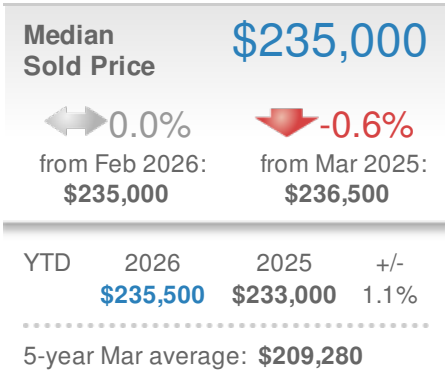 Median $235,000
Sold Price
0.0% -0.6%
from Feb 2026: from Mar 2025:
$235,000 $236,500
YTD 2026 2025 +/-
$235,500 $233,000 1.1%
5-year Mar average: $209,280